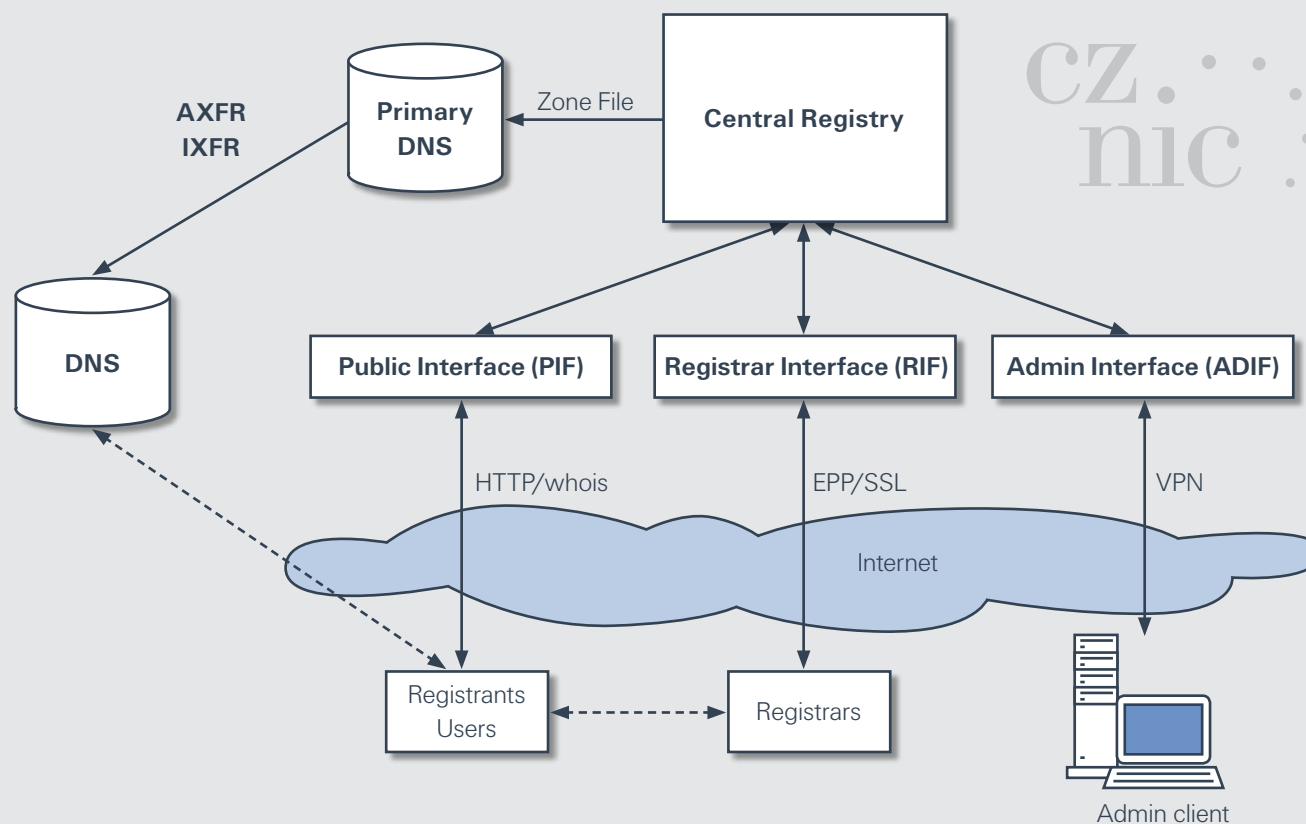 cz.
nic
AXFR
IXFR
Primary
DNS
Zone File
Central Registry
DNS
Public Interface (PIF)
Registrar Interface (RIF)
Admin Interface (ADIF)
HTTP/whois
EPP/SSL
VPN
Internet
Registrants
Users
Registrars
Admin client